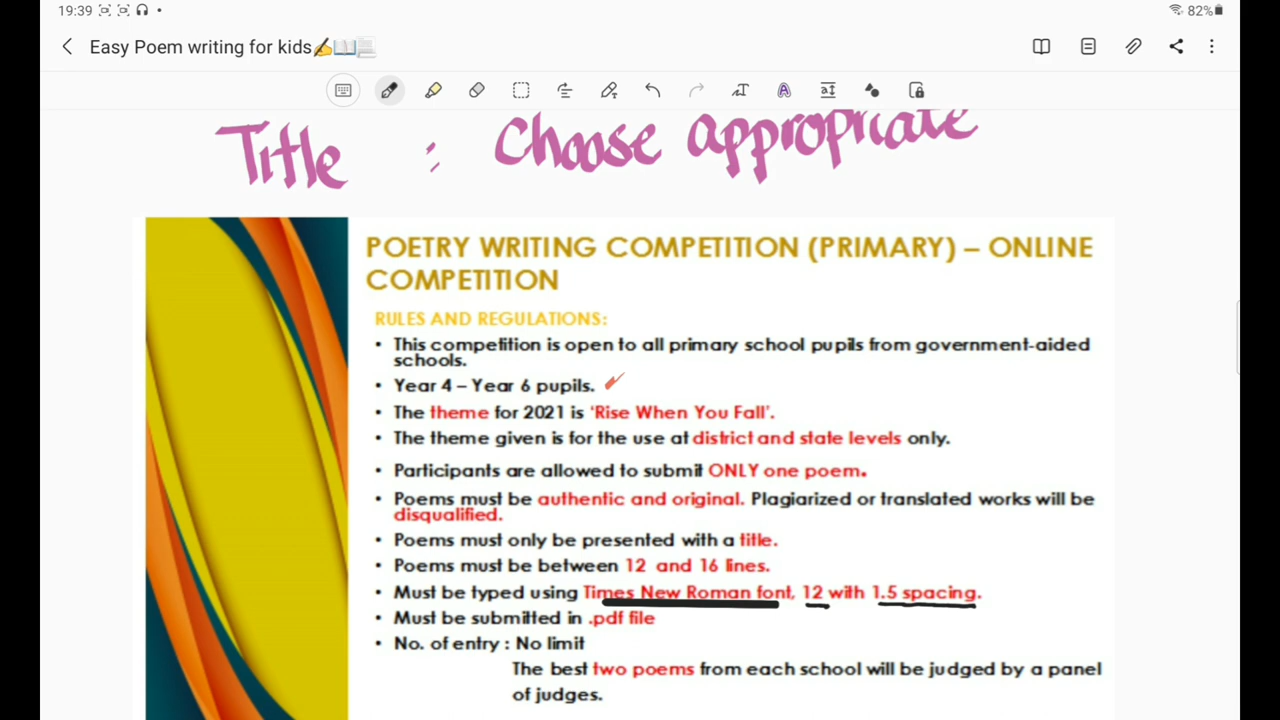 19:39
82%
Easy Poem writing for kids✍📖📃
Title : Choose appropriate
POETRY WRITING COMPETITION (PRIMARY) – ONLINE
COMPETITION
RULES AND REGULATIONS:
• This competition is open to all primary school pupils from government-aided
schools.
• Year 4 – Year 6 pupils.
• The theme for 2021 is ‘Rise When You Fall’.
• The theme given is for the use at district and state levels only.
• Participants are allowed to submit ONLY one poem.
• Poems must be authentic and original. Plagiarized or translated works will be
disqualified.
• Poems must only be presented with a title.
• Poems must be between 12 and 16 lines.
• Must be typed using Times New Roman font, 12 with 1.5 spacing.
• Must be submitted in .pdf file
• No. of entry : No limit
The best two poems from each school will be judged by a panel
of judges.